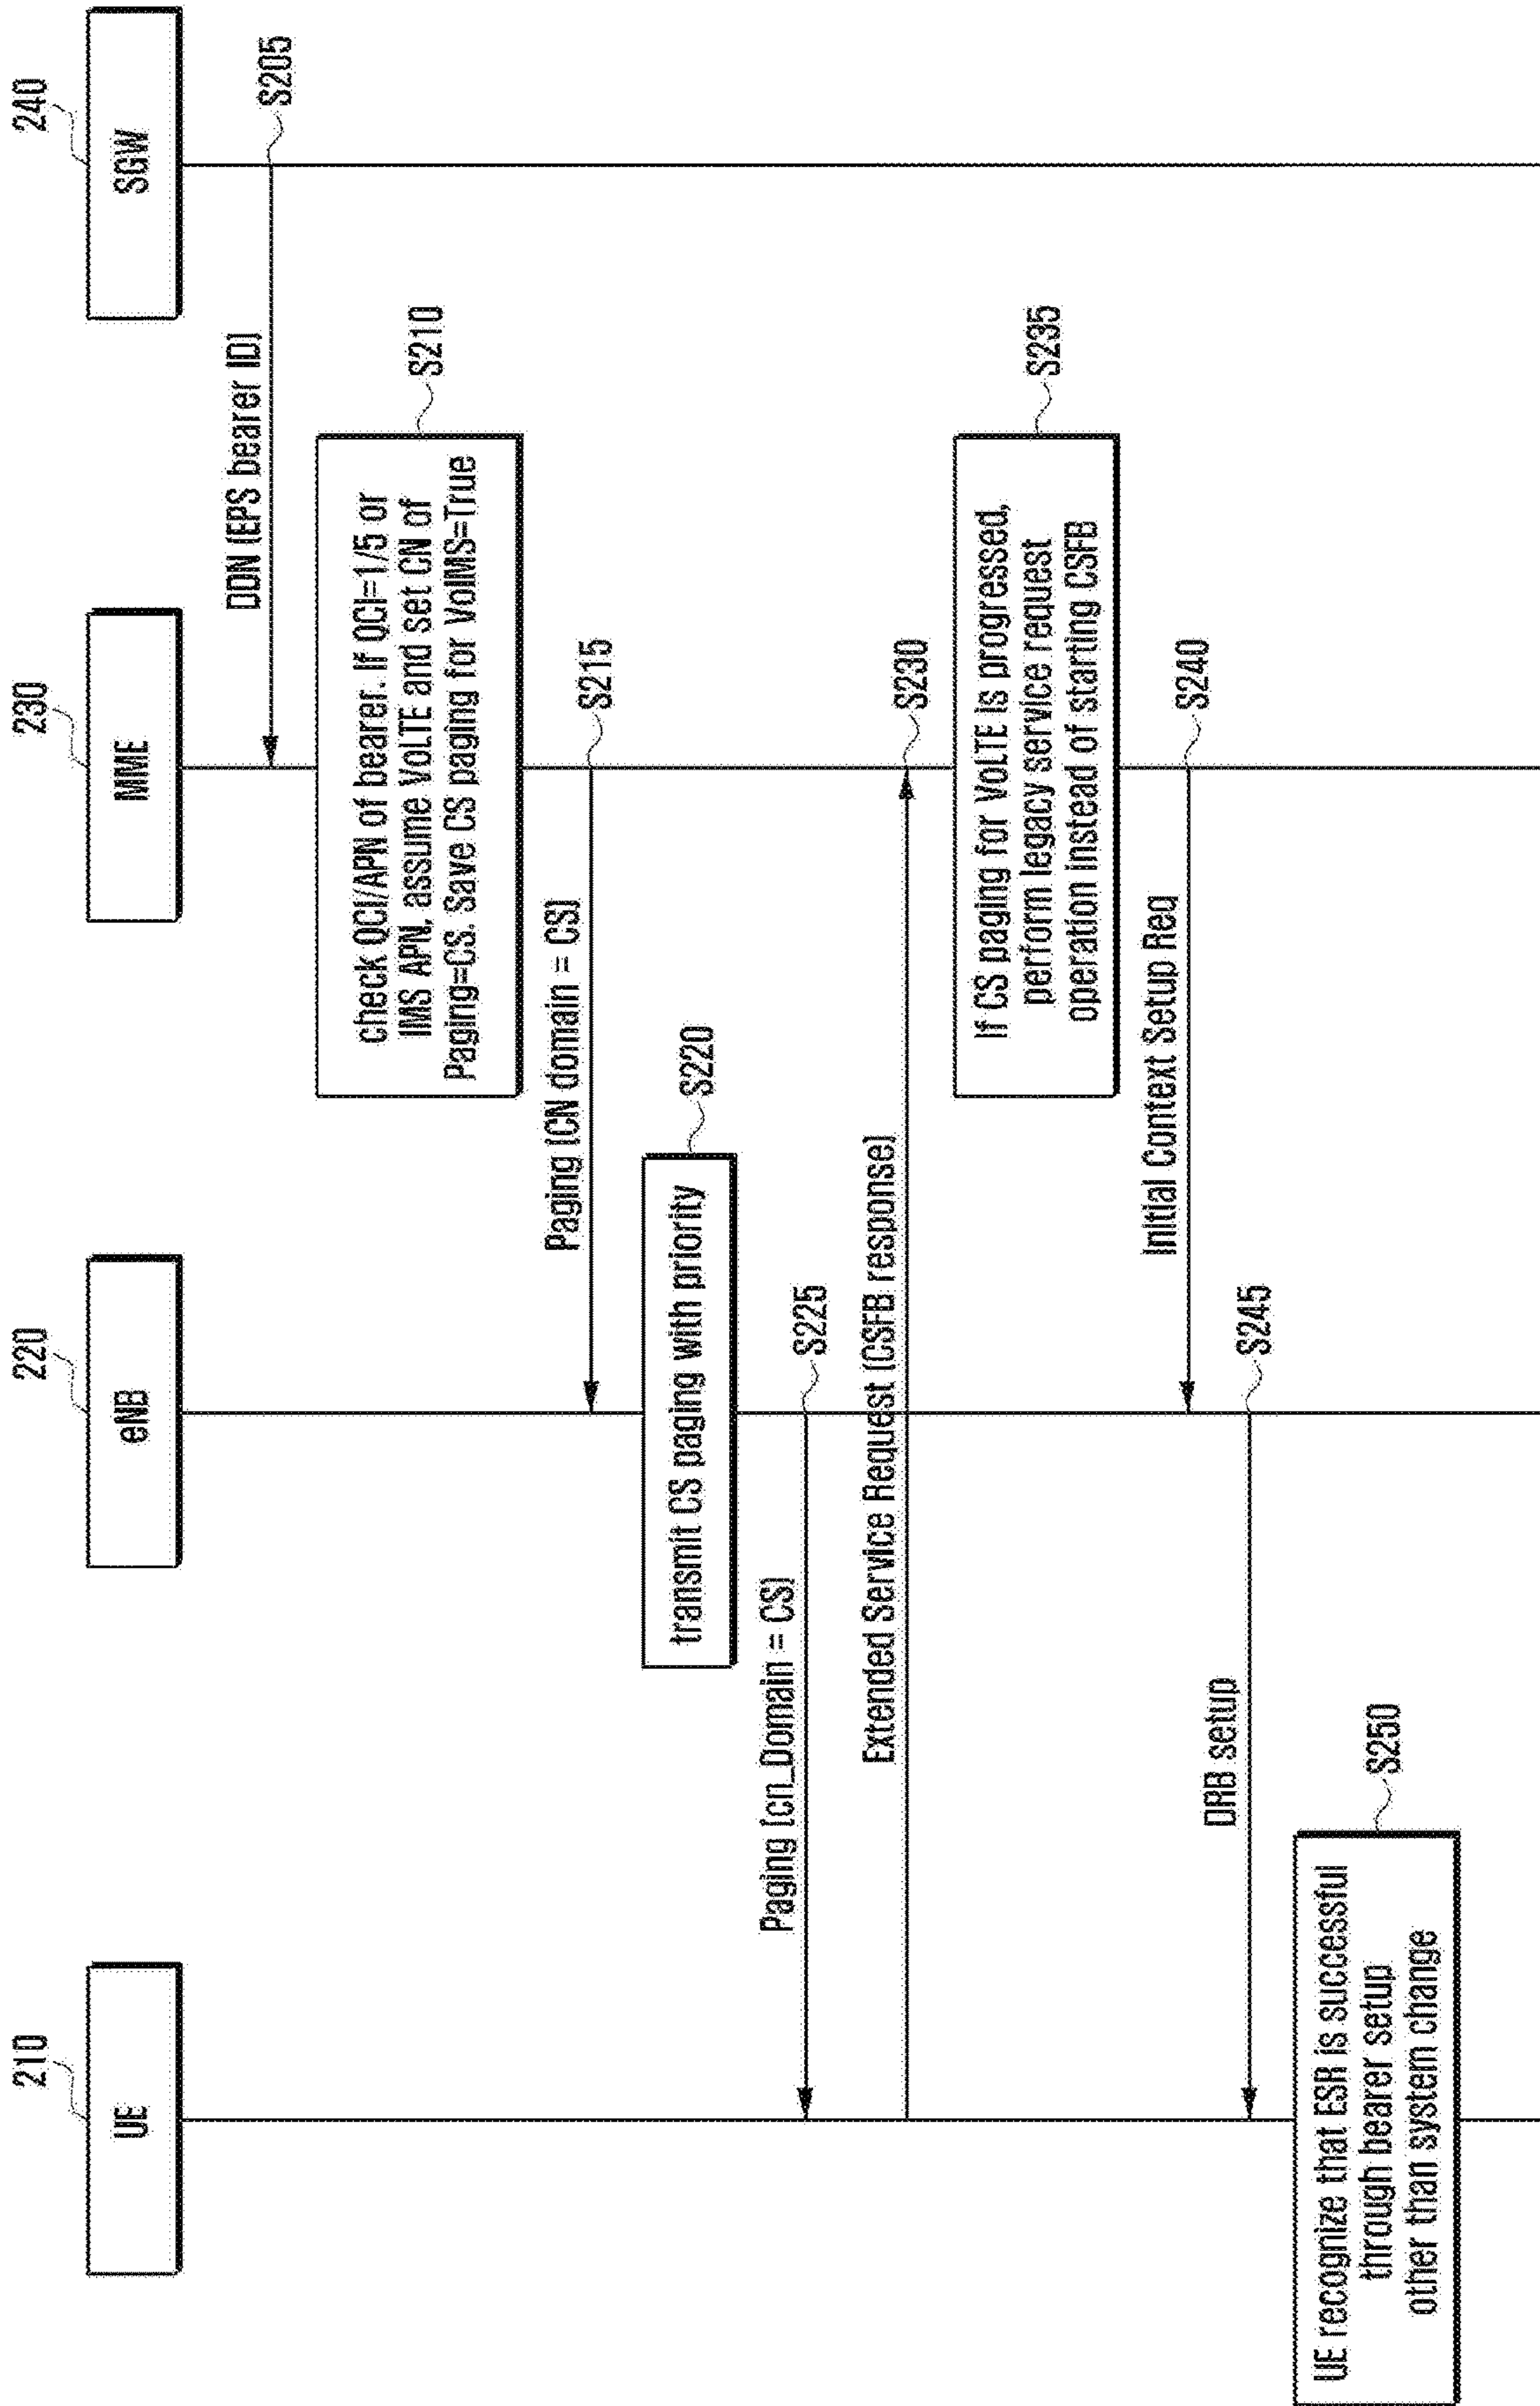 210
220
230
240
UE
eNB
MME
SGW
DDN (EPS bearer ID)
S205
check QCI/APN of bearer. If QCI=1/5 or
IMS APN, assume VoLTE and set CN of
Paging=CS. Save CS paging for VoIMS=True
S210
Paging (CN domain = CS)
S215
transmit CS paging with priority
S220
Paging (cn_Domain = CS)
S225
Extended Service Request (CSFB response)
S230
If CS paging for VoLTE is progressed,
perform legacy service request
operation instead of starting CSFB
S235
Initial Context Setup Req
S240
DRB setup
S245
UE recognize that ESR is successful
through bearer setup
other than system change
S250